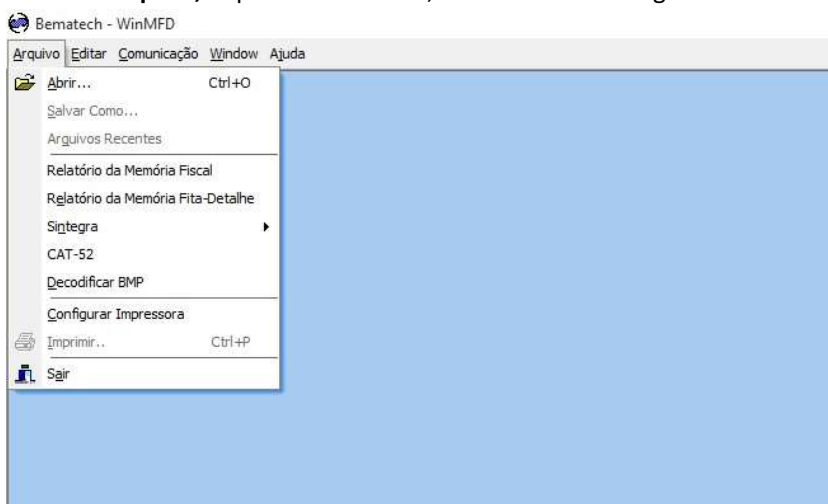 Bematech - WinMFD
Arquivo Editar Comunicação Window Ajuda
Abrir... Ctrl+O
Salvar Como...
Arquivos Recentes
Relatório da Memória Fiscal
Relatório da Memória Fita-Detalhe
Sintegra
CAT-52
Decodificar BMP
Configurar Impressora
Imprimir.. Ctrl+P
Sair